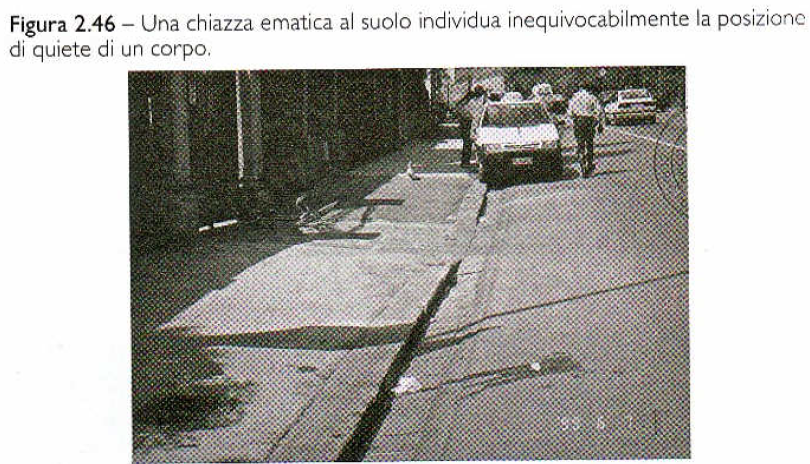 Figura 2.46 – Una chiazza ematica al suolo individua inequivocabilmente la posizione
di quiete di un corpo.